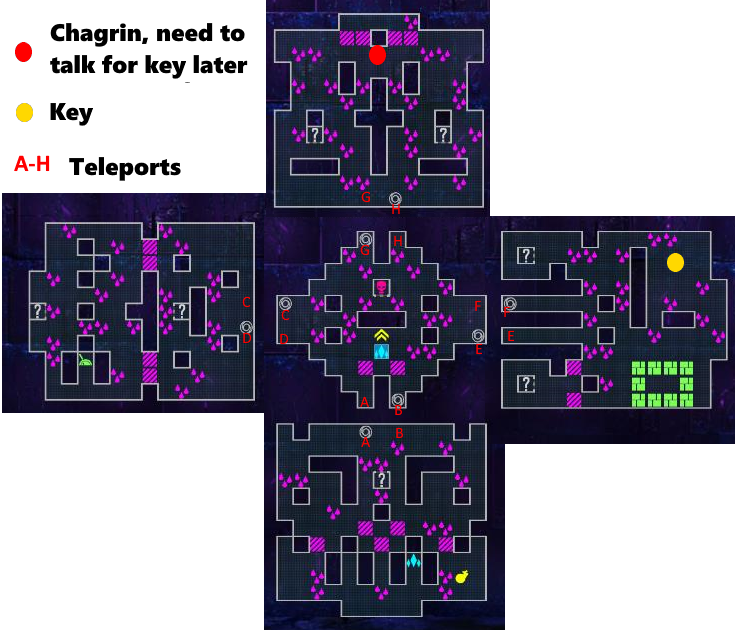 Chagrin, need to
talk for key later
Key
A-H Teleports
G
H
?
?
C
D
?
?
G
H
C
F
D
E
A
B
?
F
E
?
A
B
?